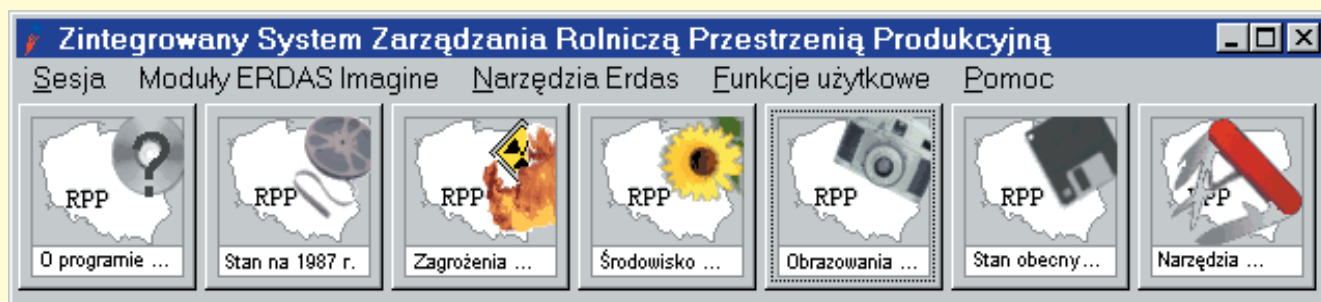 Zintegrowany System Zarządzania Rolniczą Przestrzenią Produkcyjną
Sesja Moduły ERDAS Imagine Narzędzia Erdas Funkcje użytkowe Pomoc
? RPP RPP RPP RPP RPP RPP RPP
O programie ... Stan na 1987 r. Zagrożenia ... Środowisko ... Obrazowania ... Stan obecny... Narzędzia ...